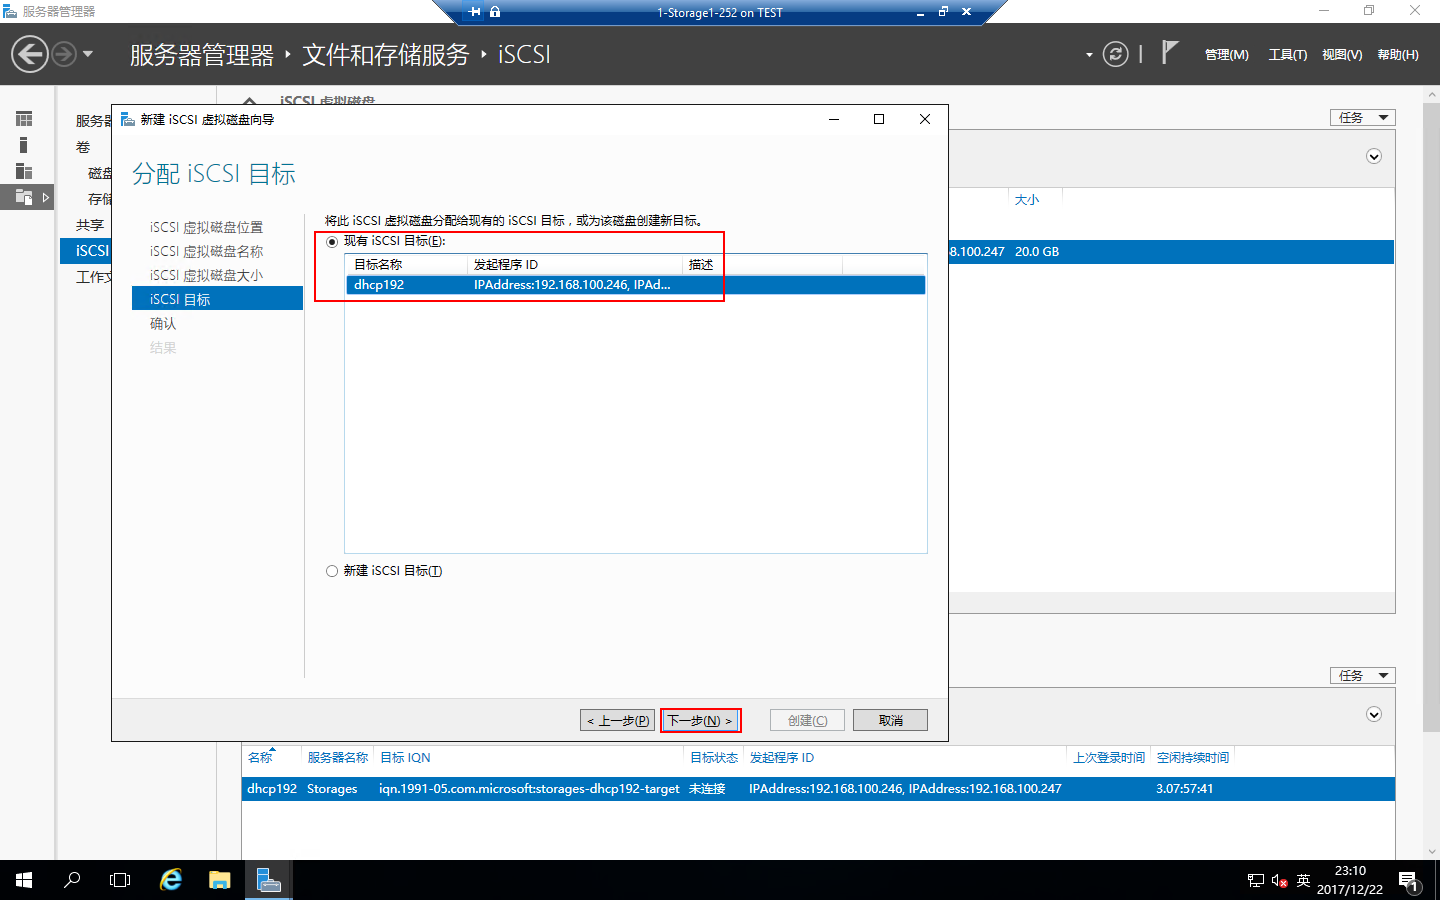 服务器管理器
1-Storage1-252 on TEST
服务器管理器 · 文件和存储服务 · iSCSI
管理(M) 工具(T) 视图(V) 帮助(H)
iSCSI 虚拟磁盘
任务
服务器
卷
磁盘
存储
共享
iSCSI
工作文
大小
8.100.247 20.0 GB
新建 iSCSI 虚拟磁盘向导
分配 iSCSI 目标
iSCSI 虚拟磁盘位置
iSCSI 虚拟磁盘名称
iSCSI 虚拟磁盘大小
iSCSI 目标
确认
结果
将此 iSCSI 虚拟磁盘分配给现有的 iSCSI 目标，或为该磁盘创建新目标。
现有 iSCSI 目标(E):
目标名称 发起程序 ID 描述
dhcp192 IPAddress:192.168.100.246, IPAd...
新建 iSCSI 目标(T)
< 上一步(P) 下一步(N) > 创建(C) 取消
任务
名称 服务器名称 目标 IQN 目标状态 发起程序 ID 上次登录时间 空闲持续时间
dhcp192 Storages iqn.1991-05.com.microsoft:storages-dhcp192-target 未连接 IPAddress:192.168.100.246, IPAddress:192.168.100.247 3.07:57:41
英
23:10
2017/12/22
1